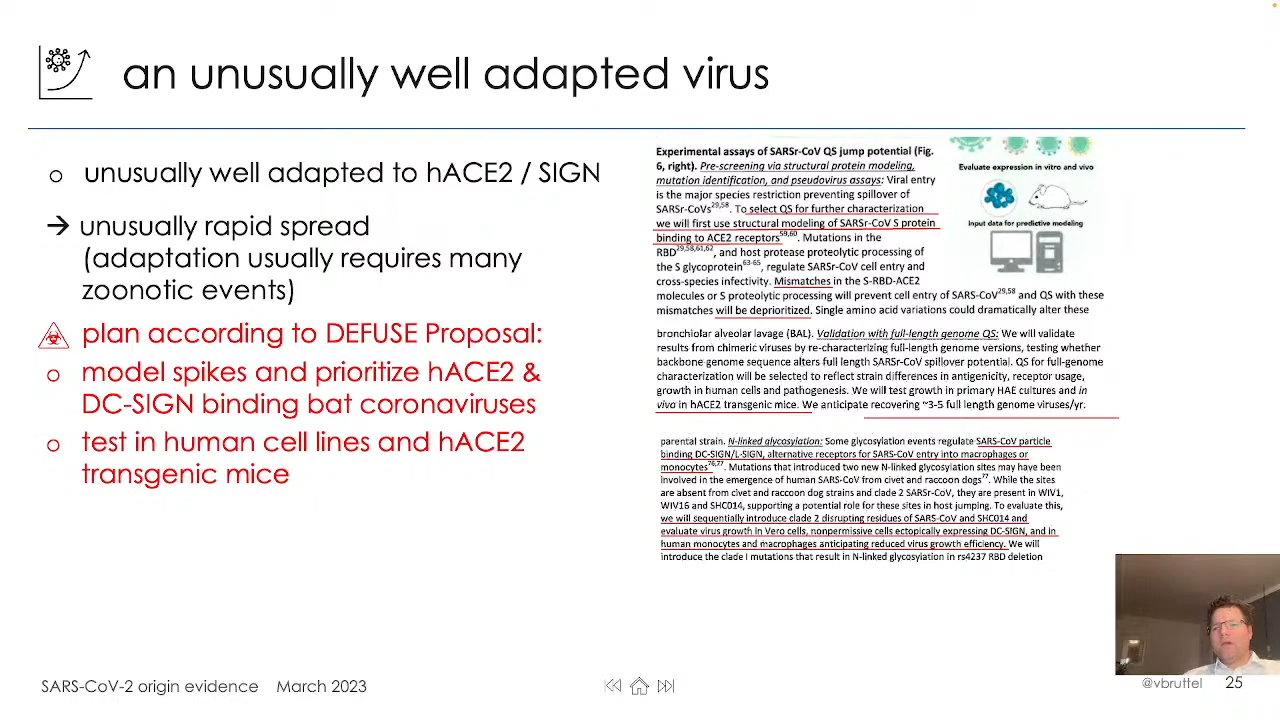 an unusually well adapted virus
o unusually well adapted to hACE2 / SIGN
→ unusually rapid spread
(adaptation usually requires many
zoonotic events)
plan according to DEFUSE Proposal:
o model spikes and prioritize hACE2 &
DC-SIGN binding bat coronaviruses
o test in human cell lines and hACE2
transgenic mice
Experimental assays of SARSr-CoV QS jump potential (Fig.
6, right). Pre-screening via structural protein modeling,
mutation identification, and pseudovirus assays: Viral entry
is the major species restriction preventing spillover of
SARSr-CoVs29,58. To select QS for further characterization
we will first use structural modeling of SARSr-CoV S protein
binding to ACE2 receptors59,60. Mutations in the
RBD29,58,61,62, and host protease proteolytic processing of
the S glycoprotein63-65, regulate SARSr-CoV cell entry and
cross-species infectivity. Mismatches in the S-RBD-ACE2
molecules or S proteolytic processing will prevent cell entry of SARS-CoV29,58 and QS with these
mismatches will be deprioritized. Single amino acid variations could dramatically alter these
Evaluate expression in vitro and vivo
Input data for predictive modeling
bronchiolar alveolar lavage (BAL). Validation with full-length genome QS: We will validate
results from chimeric viruses by re-characterizing full-length genome versions, testing whether
backbone genome sequence alters full length SARSr-CoV spillover potential. QS for full-genome
characterization will be selected to reflect strain differences in antigenicity, receptor usage,
growth in human cells and pathogenesis. We will test growth in primary HAE cultures and in
vivo in hACE2 transgenic mice. We anticipate recovering ~3-5 full length genome viruses/yr.
parental strain. N-linked glycosylation: Some glycosylation events regulate SARS-CoV particle
binding DC-SIGN/L-SIGN, alternative receptors for SARS-CoV entry into macrophages or
monocytes76,77. Mutations that introduced two new N-linked glycosylation sites may have been
involved in the emergence of human SARS-CoV from civet and raccoon dogs77. While the sites
are absent from civet and raccoon dog strains and clade 2 SARSr-CoV, they are present in WIV1,
WIV16 and SHC014, supporting a potential role for these sites in host jumping. To evaluate this,
we will sequentially introduce clade 2 disrupting residues of SARS-CoV and SHC014 and
evaluate virus growth in Vero cells, nonpermissive cells ectopically expressing DC-SIGN, and in
human monocytes and macrophages anticipating reduced virus growth efficiency. We will
introduce the clade I mutations that result in N-linked glycosylation in rs4237 RBD deletion
SARS-CoV-2 origin evidence March 2023
@vbruttel 25